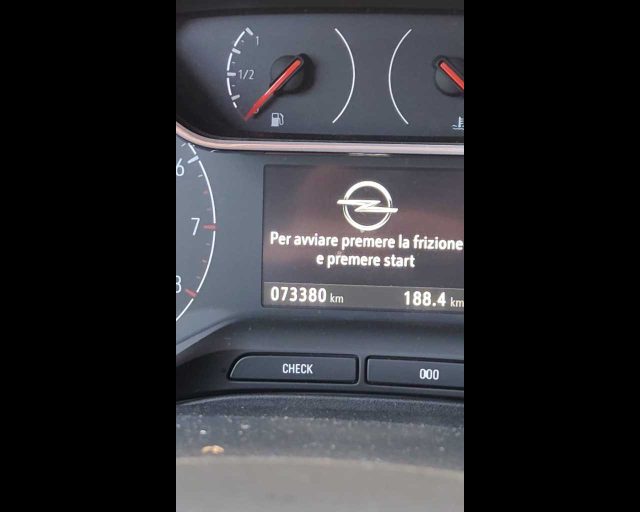 1
1/2
6
7
8
Per avviare premere la frizione
e premere start
073380 km 188.4 km
CHECK 000